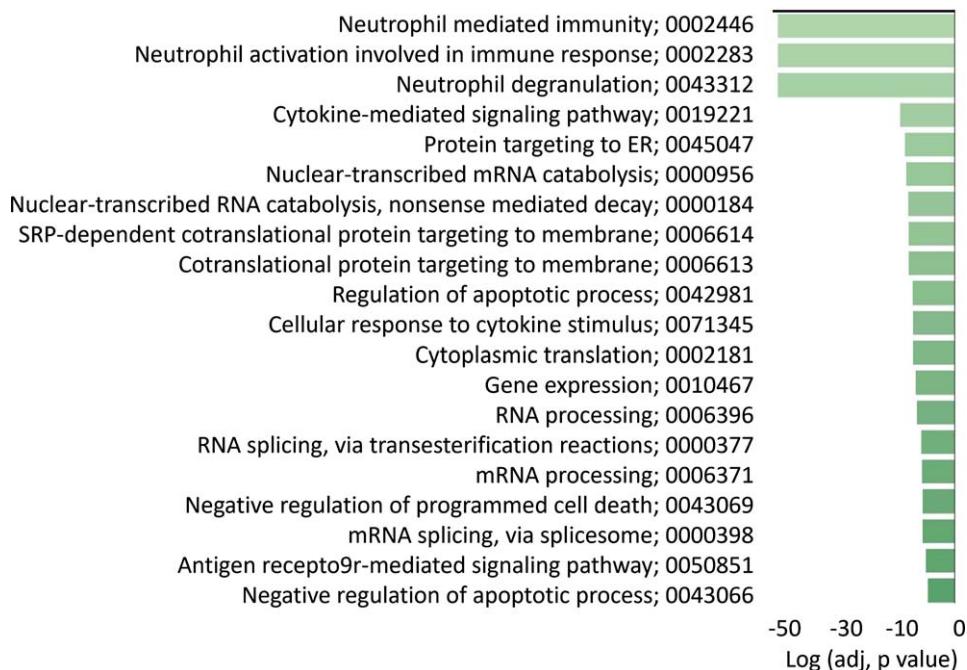 Neutrophil mediated immunity; 0002446
Neutrophil activation involved in immune response; 0002283
Neutrophil degranulation; 0043312
Cytokine-mediated signaling pathway; 0019221
Protein targeting to ER; 0045047
Nuclear-transcribed mRNA catabolysis; 0000956
Nuclear-transcribed RNA catabolysis, nonsense mediated decay; 0000184
SRP-dependent cotranslational protein targeting to membrane; 0006614
Cotranslational protein targeting to membrane; 0006613
Regulation of apoptotic process; 0042981
Cellular response to cytokine stimulus; 0071345
Cytoplasmic translation; 0002181
Gene expression; 0010467
RNA processing; 0006396
RNA splicing, via transesterification reactions; 0000377
mRNA processing; 0006371
Negative regulation of programmed cell death; 0043069
mRNA splicing, via splicesome; 0000398
Antigen recepto9r-mediated signaling pathway; 0050851
Negative regulation of apoptotic process; 0043066
-50 -30 -10 0
Log (adj, p value)